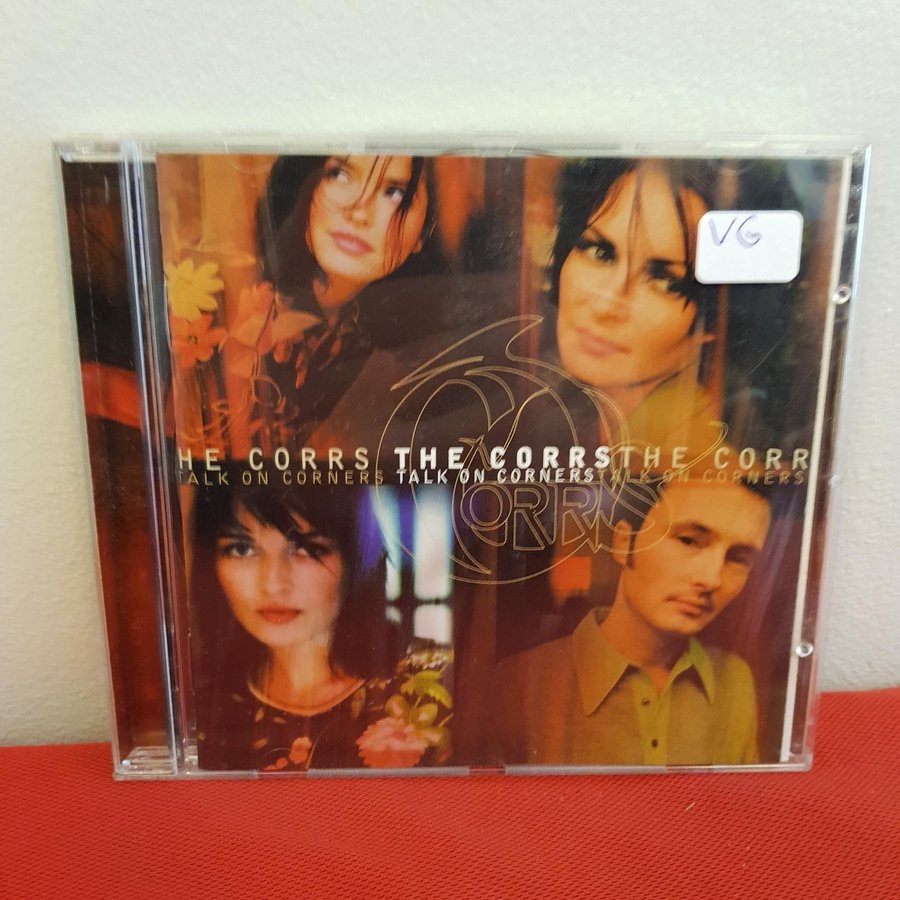 VG
HE CORRS THE CORRS THE CORR
TALK ON CORNERS TALK ON CORNERS TALK ON CORNERS
CORRS